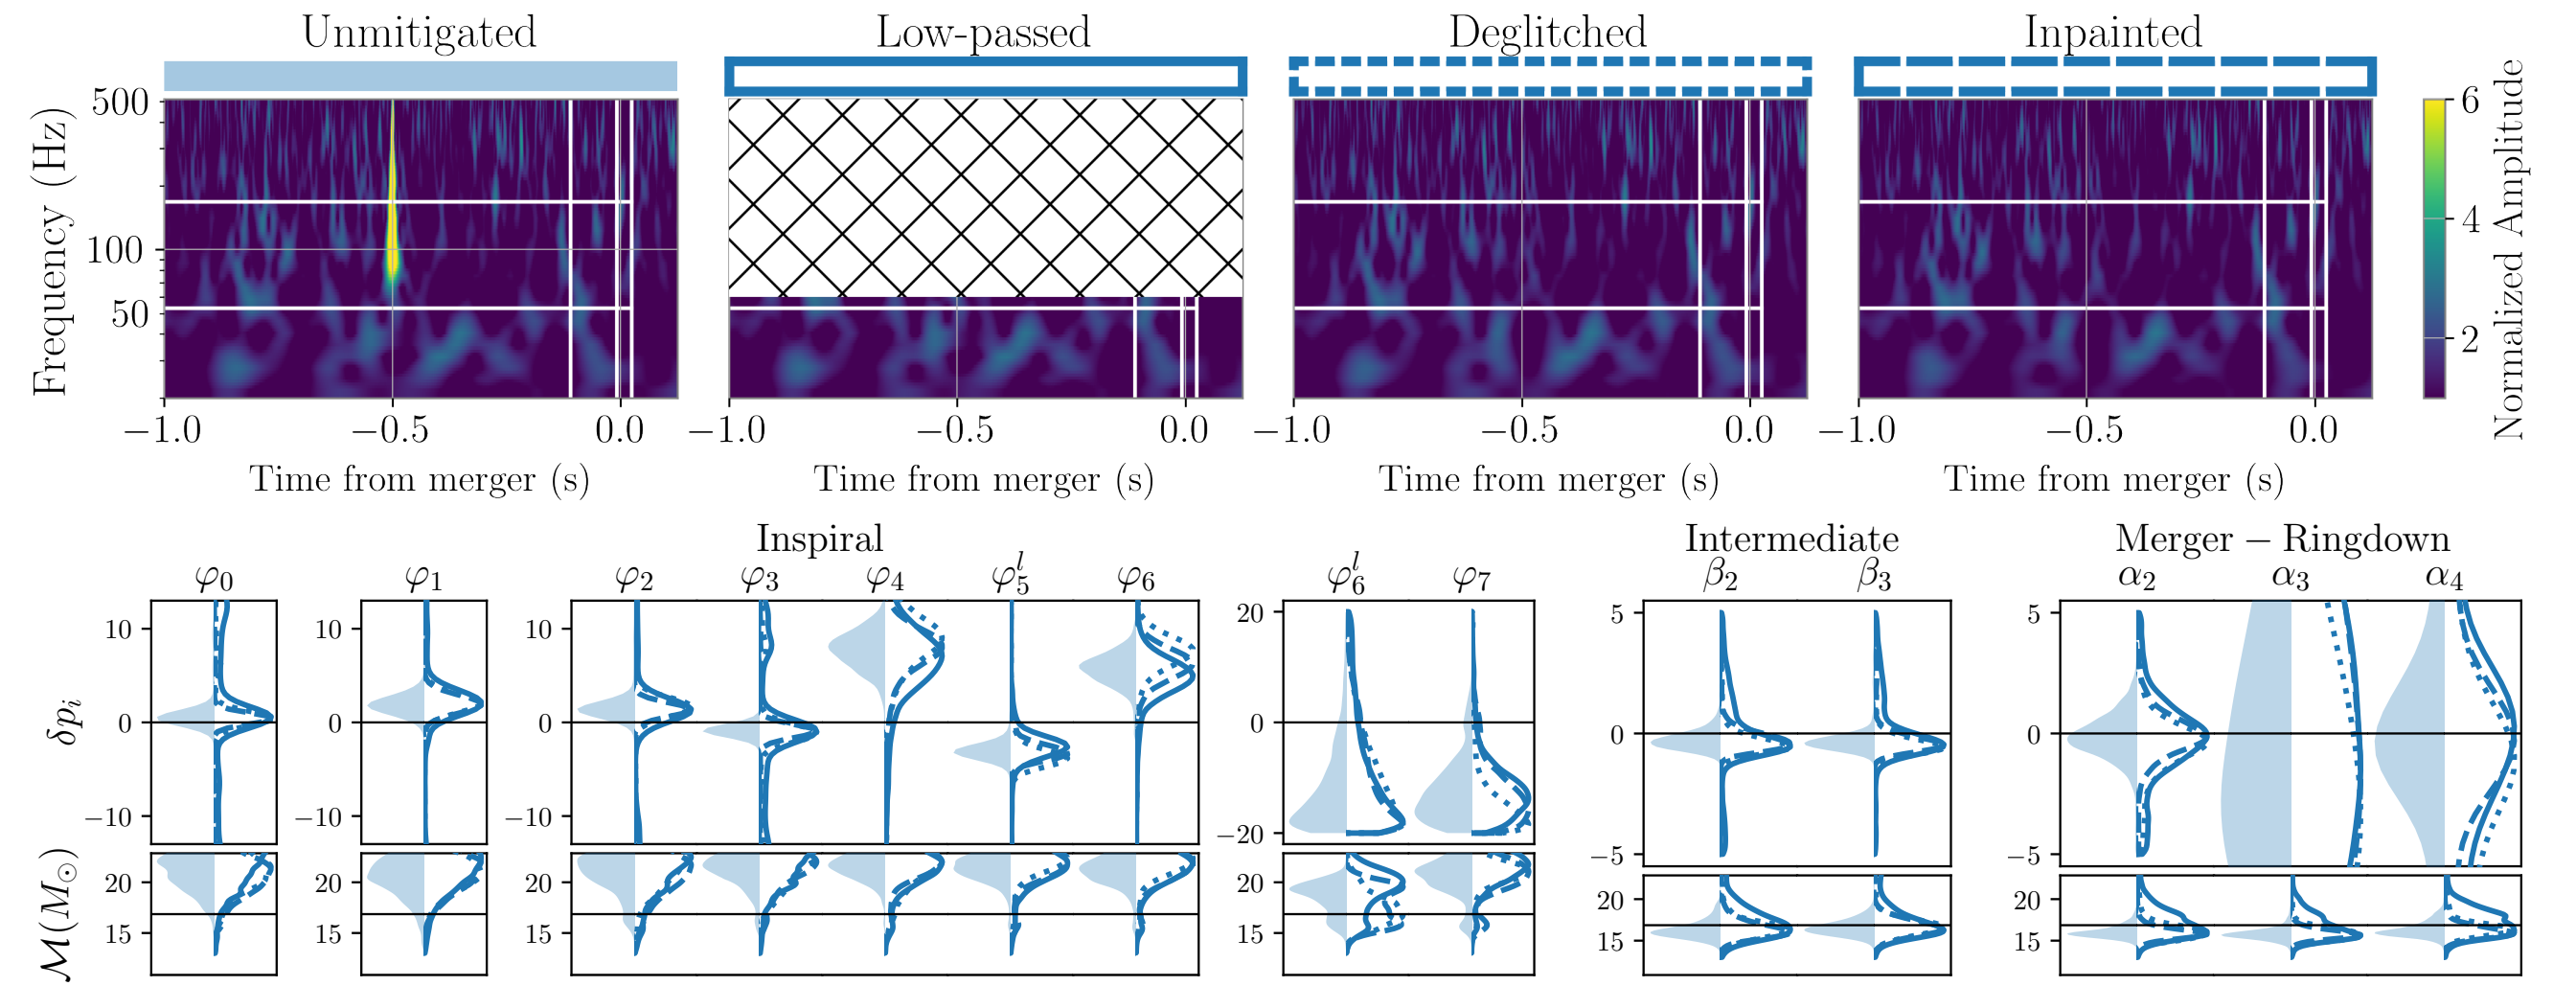 Unmitigated Low-passed Deglitched Inpainted
Frequency (Hz)
500
100
50
−1.0 −0.5 0.0 −1.0 −0.5 0.0 −1.0 −0.5 0.0 −1.0 −0.5 0.0
Time from merger (s) Time from merger (s) Time from merger (s) Time from merger (s)
6
4
2
Normalized Amplitude
Inspiral Intermediate Merger − Ringdown
φ₀ φ₁ φ₂ φ₃ φ₄ φ₅ˡ φ₆ φ₆ˡ φ₇ β₂ β₃ α₂ α₃ α₄
δpᵢ
10 10 10 20 5 5
0 0 0 0 0 0
−10 −10 −10 −20 −5 −5
ℳ(M⊙)
20 20 20 20 20 20
15 15 15 15 15 15